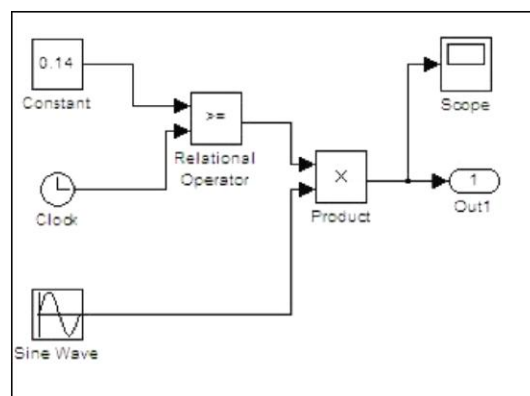 0.14
Constant
>=
Relational
Operator
Clock
Sine Wave
×
Product
Scope
1
Out1